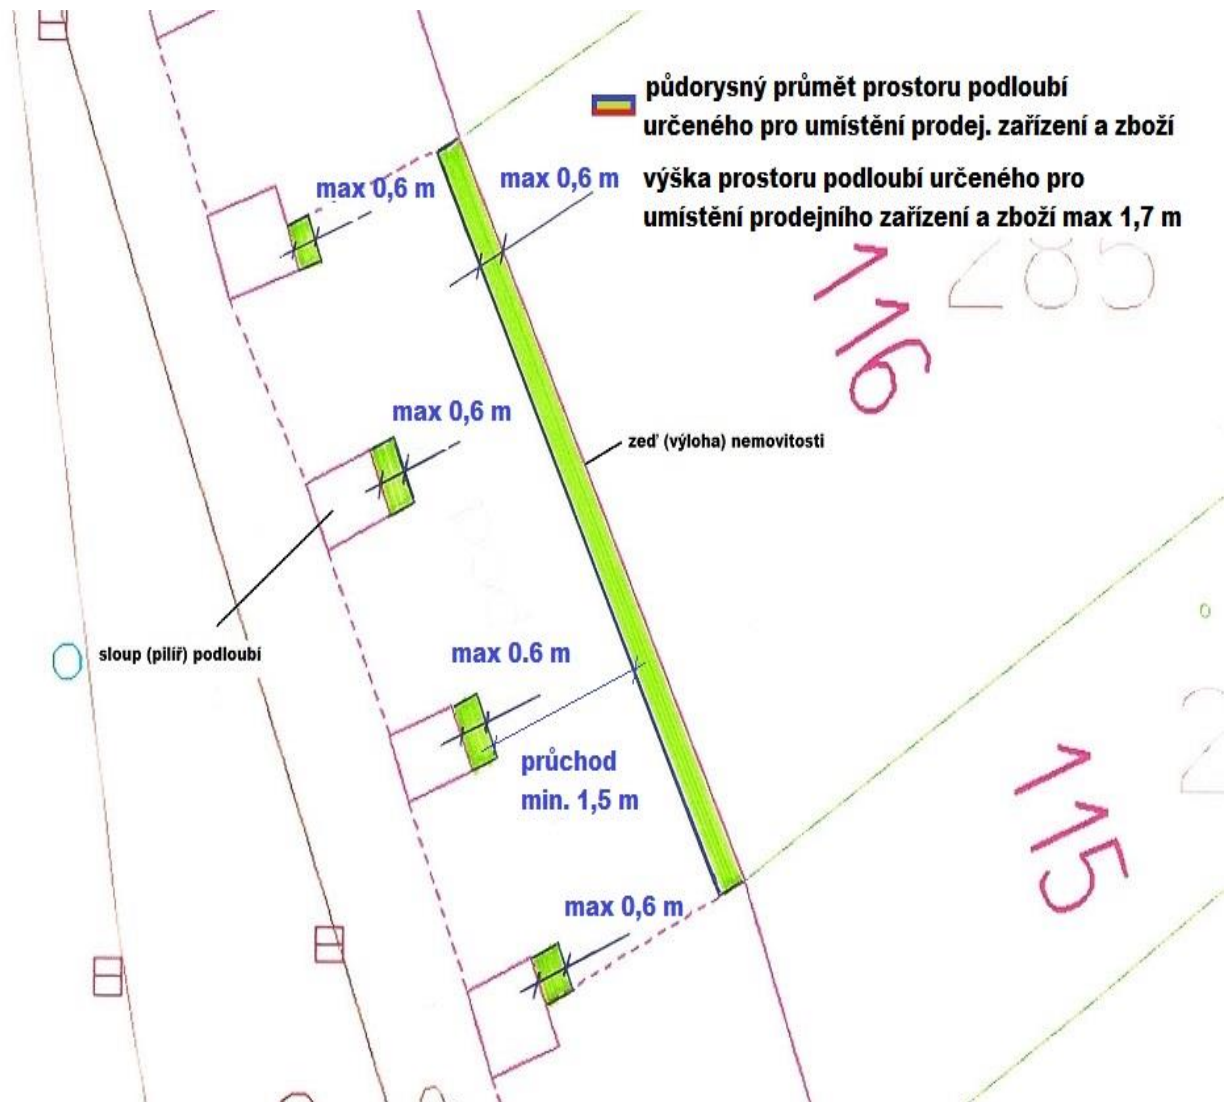 půdorysný průmět prostoru podloubí
určeného pro umístění prodej. zařízení a zboží
výška prostoru podloubí určeného pro
umístění prodejního zařízení a zboží max 1,7 m
max 0,6 m
max 0,6 m
116
285
max 0,6 m
zeď (výloha) nemovitosti
sloup (pilíř) podloubí
max 0.6 m
průchod
min. 1,5 m
115
2
max 0,6 m